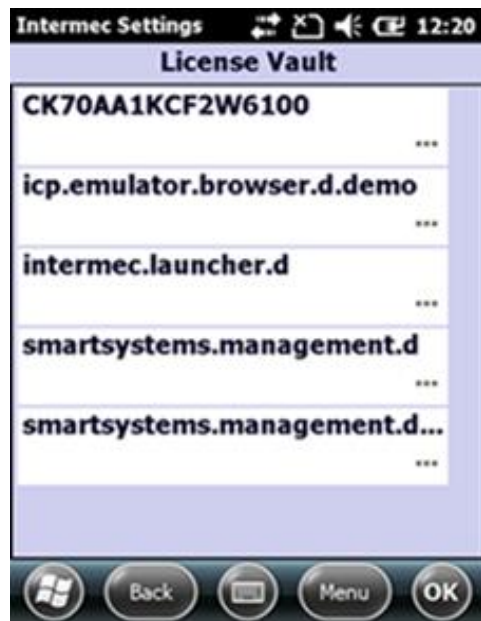 Intermec Settings 12:20
License Vault
CK70AA1KCF2W6100
...
icp.emulator.browser.d.demo
...
intermec.launcher.d
...
smartsystems.management.d
...
smartsystems.management.d...
...
Back Menu OK